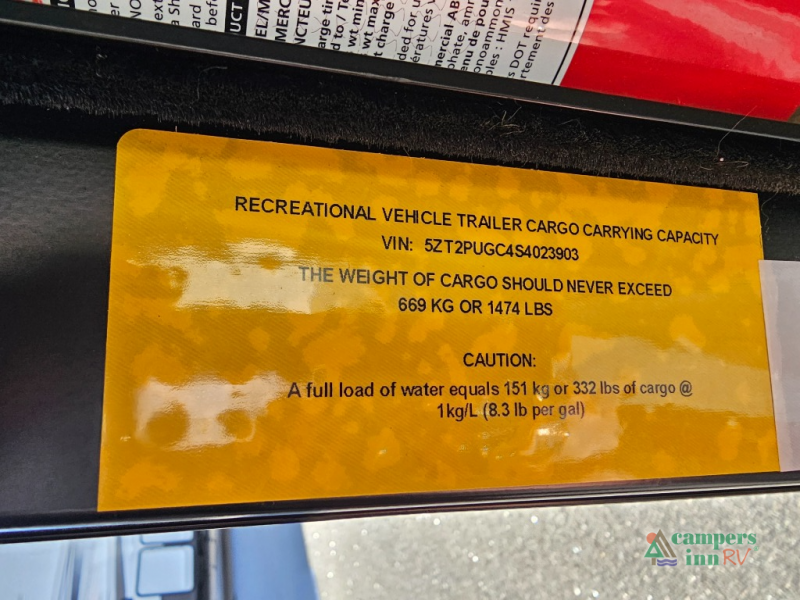 RECREATIONAL VEHICLE TRAILER CARGO CARRYING CAPACITY
VIN: 5ZT2PUGC4S4023903
THE WEIGHT OF CARGO SHOULD NEVER EXCEED
669 KG OR 1474 LBS
CAUTION:
A full load of water equals 151 kg or 332 lbs of cargo @
1kg/L (8.3 lb per gal)
campers
inn RV